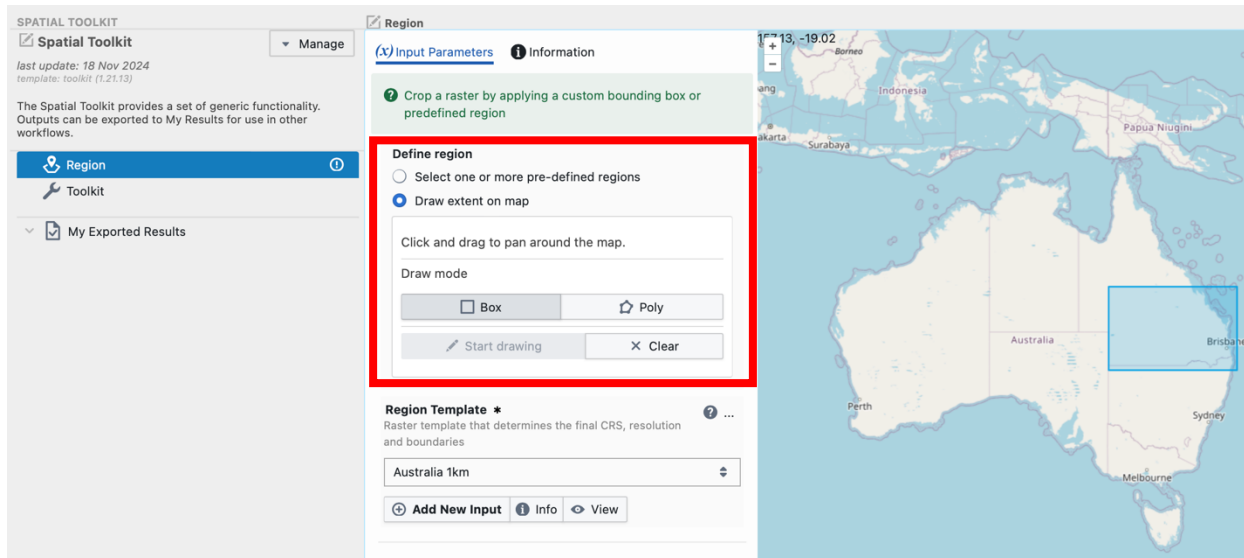 SPATIAL TOOLKIT
Spatial Toolkit
Manage
last update: 18 Nov 2024
template: toolkit (1.21.13)
The Spatial Toolkit provides a set of generic functionality.
Outputs can be exported to My Results for use in other
workflows.
Region
Toolkit
My Exported Results
Region
(x) Input Parameters
Information
Crop a raster by applying a custom bounding box or
predefined region
Define region
Select one or more pre-defined regions
Draw extent on map
Click and drag to pan around the map.
Draw mode
Box
Poly
Start drawing
Clear
Region Template *
Raster template that determines the final CRS, resolution
and boundaries
...
Australia 1km
Add New Input
Info
View
-19.02
+
−
Borneo
Indonesia
Surabaya
Papua Niugini
Australia
Brisbane
Perth
Sydney
Melbourne